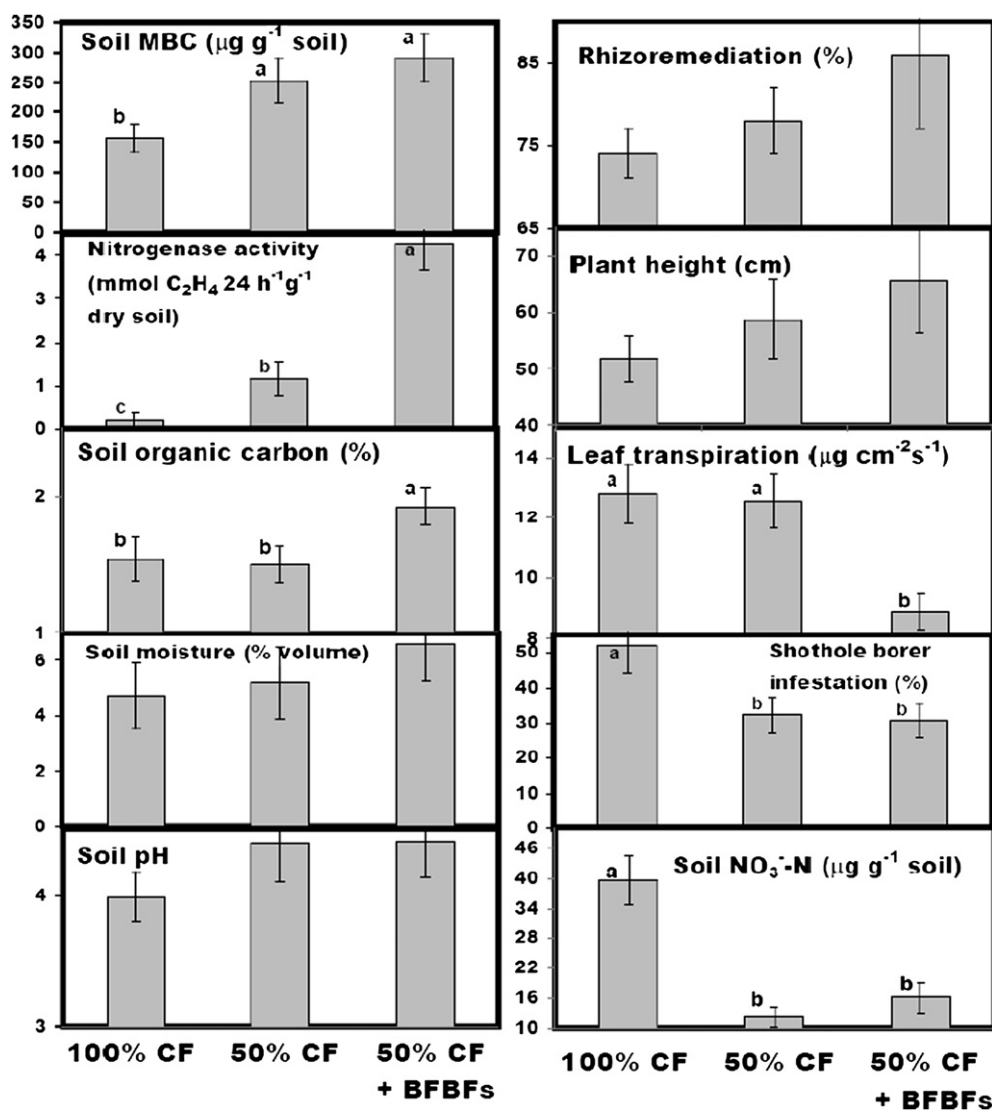 350
300
250
200
150
100
50
0
Soil MBC (μg g⁻¹ soil)
b
a
a
4
3
2
1
0
Nitrogenase activity
(mmol C₂H₄ 24 h⁻¹g⁻¹
dry soil)
c
b
a
2
1
Soil organic carbon (%)
b
b
a
6
4
2
0
Soil moisture (% volume)
4
3
Soil pH
100% CF
50% CF
50% CF
+ BFBFs
85
75
65
Rhizoremediation (%)
70
60
50
40
Plant height (cm)
14
12
10
8
Leaf transpiration (μg cm⁻²s⁻¹)
a
a
b
50
40
30
20
10
0
Shothole borer
infestation (%)
a
b
b
46
40
34
28
22
16
10
Soil NO₃⁻-N (μg g⁻¹ soil)
a
b
b
100% CF
50% CF
50% CF
+ BFBFs